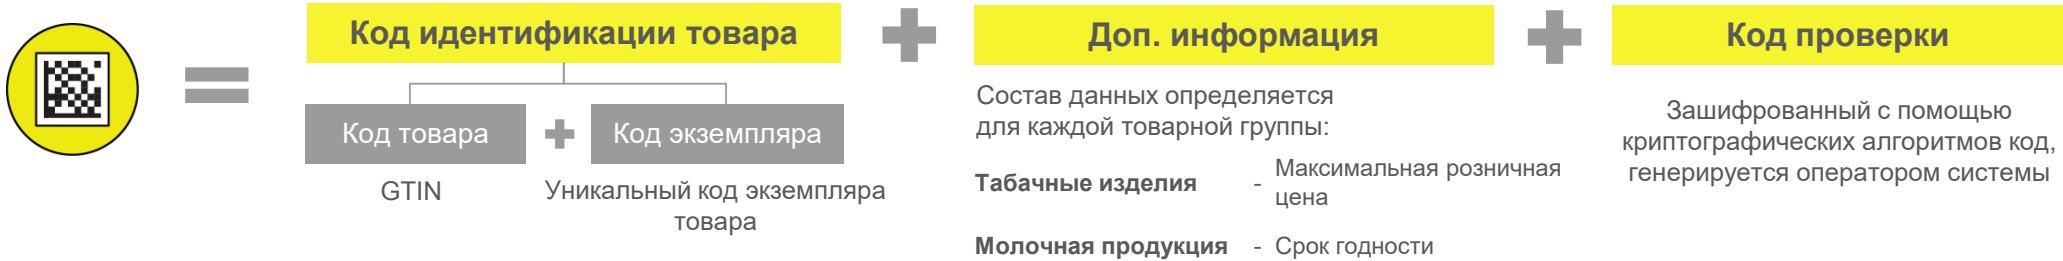 Код идентификации товара
Код товара
Код экземпляра
GTIN
Уникальный код экземпляра
товара
Доп. информация
Состав данных определяется
для каждой товарной группы:
Табачные изделия - Максимальная розничная
цена
Молочная продукция - Срок годности
Код проверки
Зашифрованный с помощью
криптографических алгоритмов код,
генерируется оператором системы